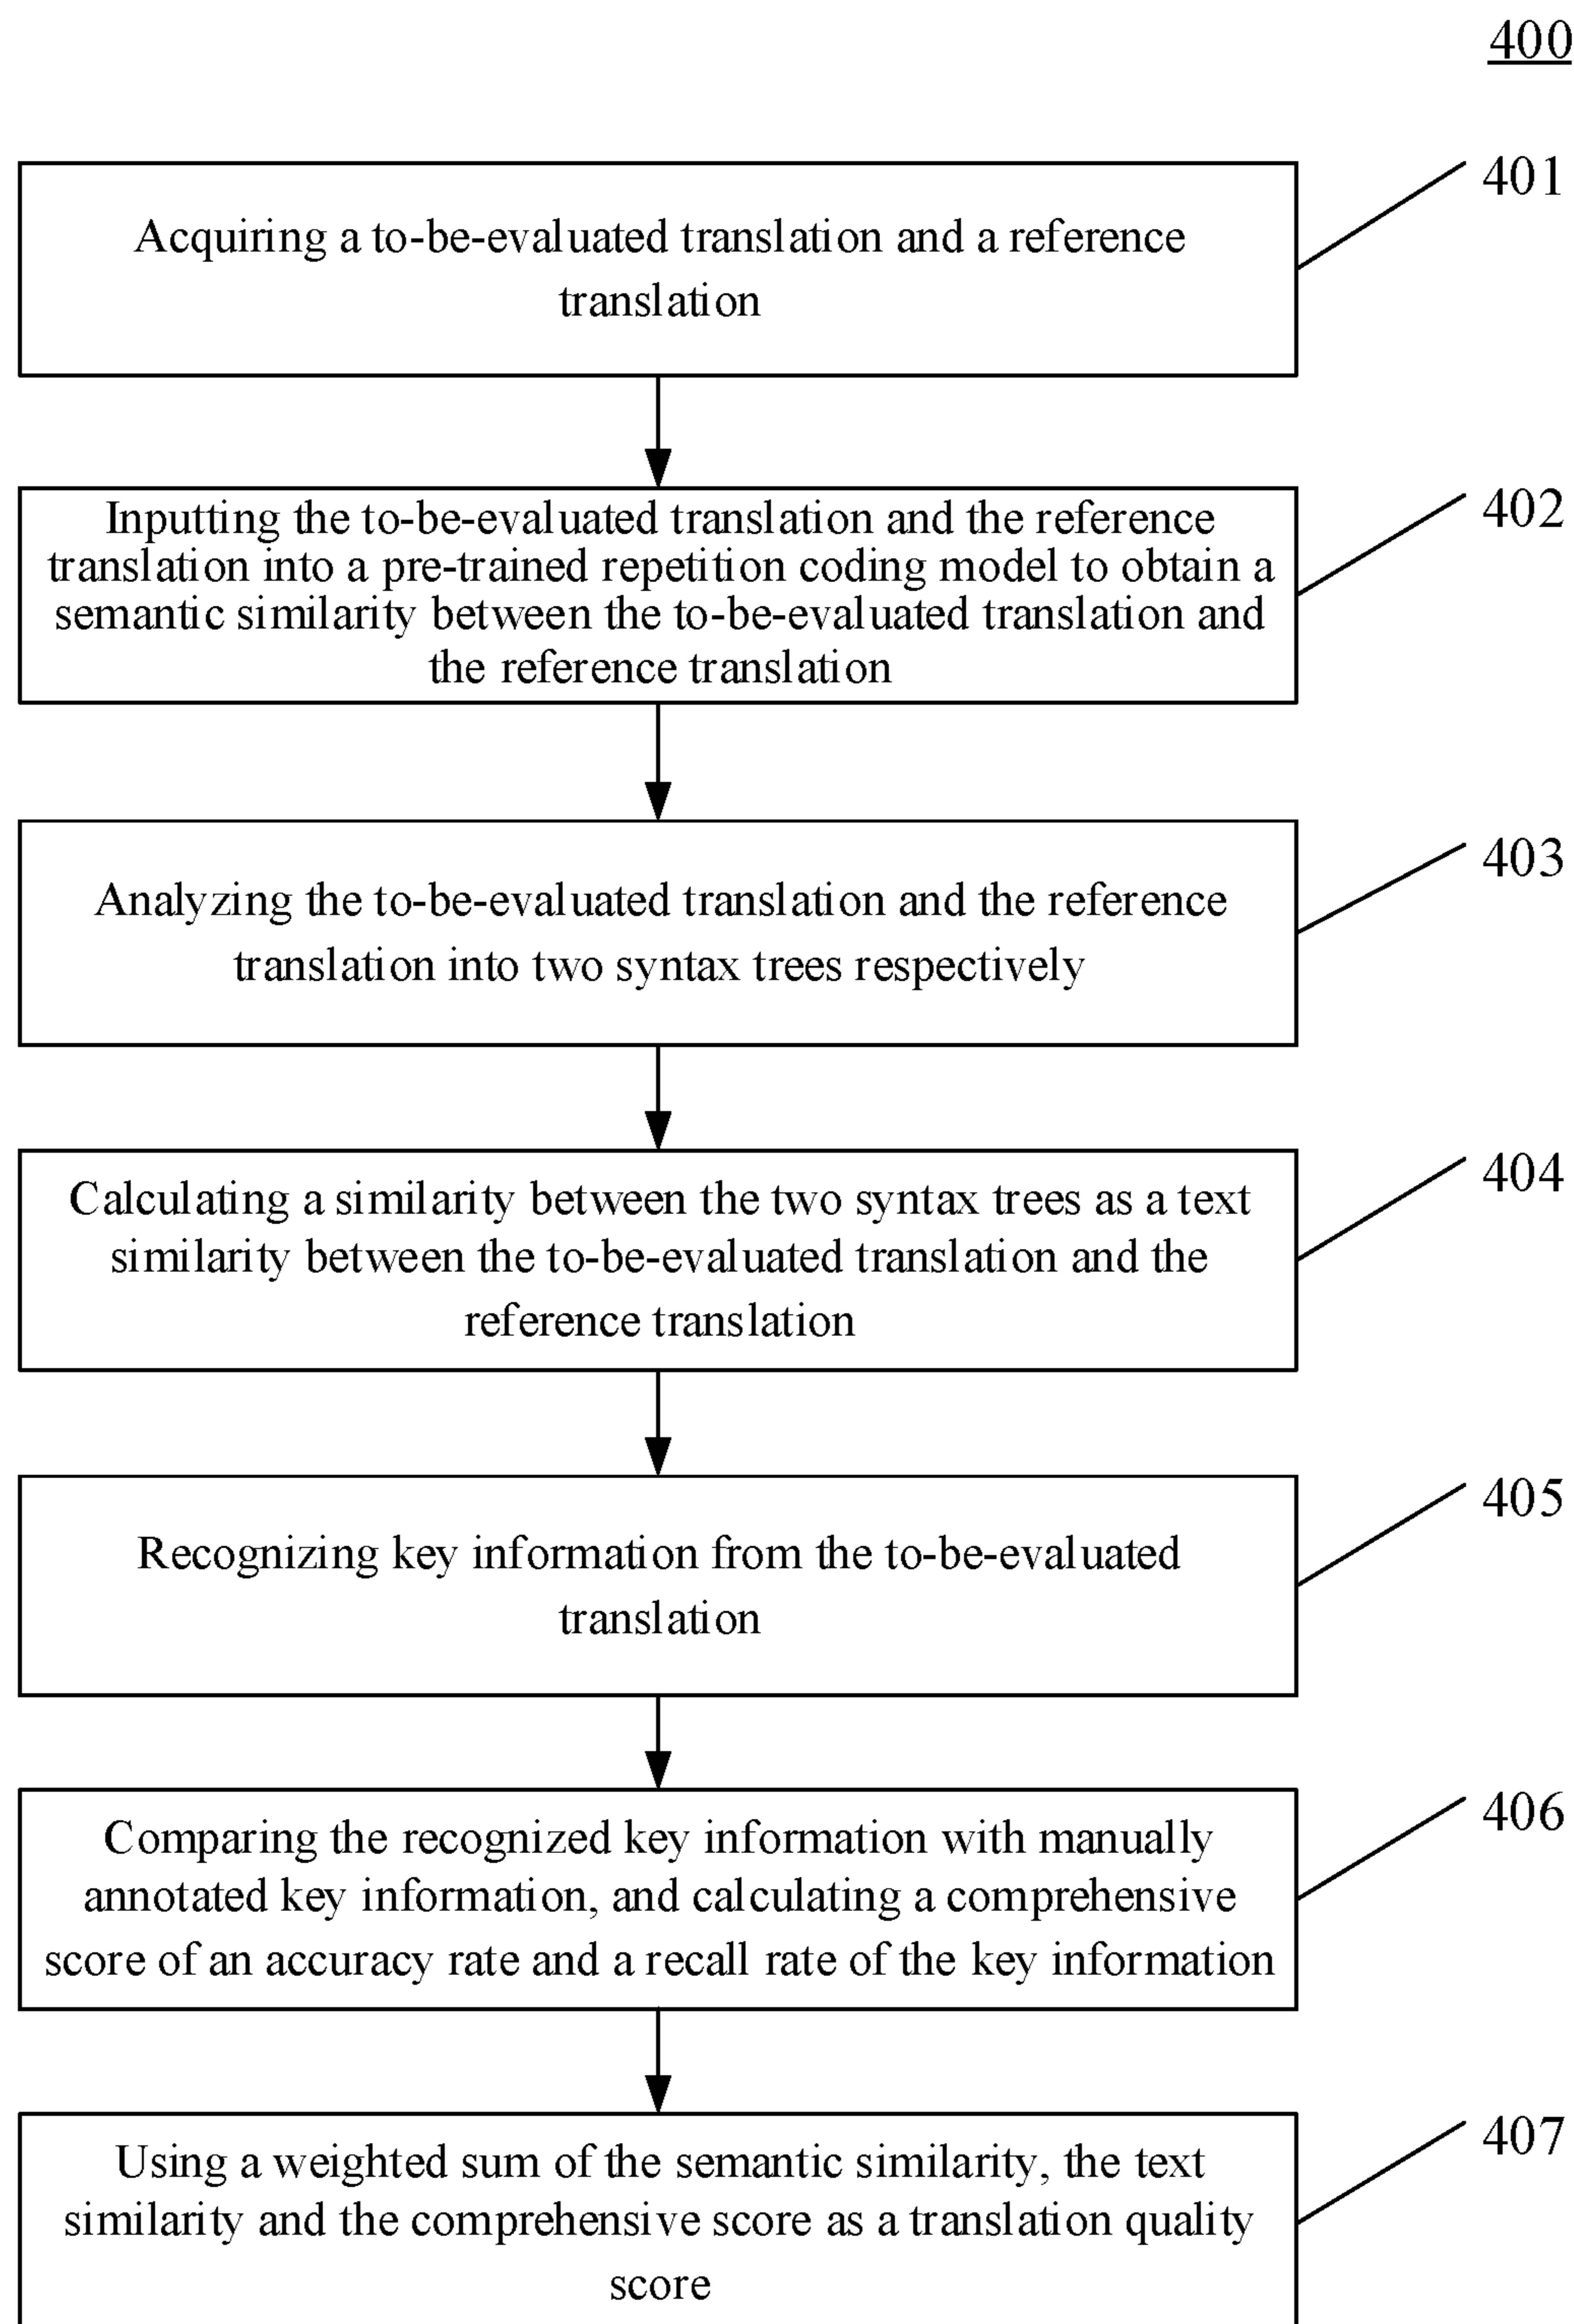 400
Acquiring a to-be-evaluated translation and a reference
translation
401
Inputting the to-be-evaluated translation and the reference
translation into a pre-trained repetition coding model to obtain a
semantic similarity between the to-be-evaluated translation and
the reference translation
402
Analyzing the to-be-evaluated translation and the reference
translation into two syntax trees respectively
403
Calculating a similarity between the two syntax trees as a text
similarity between the to-be-evaluated translation and the
reference translation
404
Recognizing key information from the to-be-evaluated
translation
405
Comparing the recognized key information with manually
annotated key information, and calculating a comprehensive
score of an accuracy rate and a recall rate of the key information
406
Using a weighted sum of the semantic similarity, the text
similarity and the comprehensive score as a translation quality
score
407